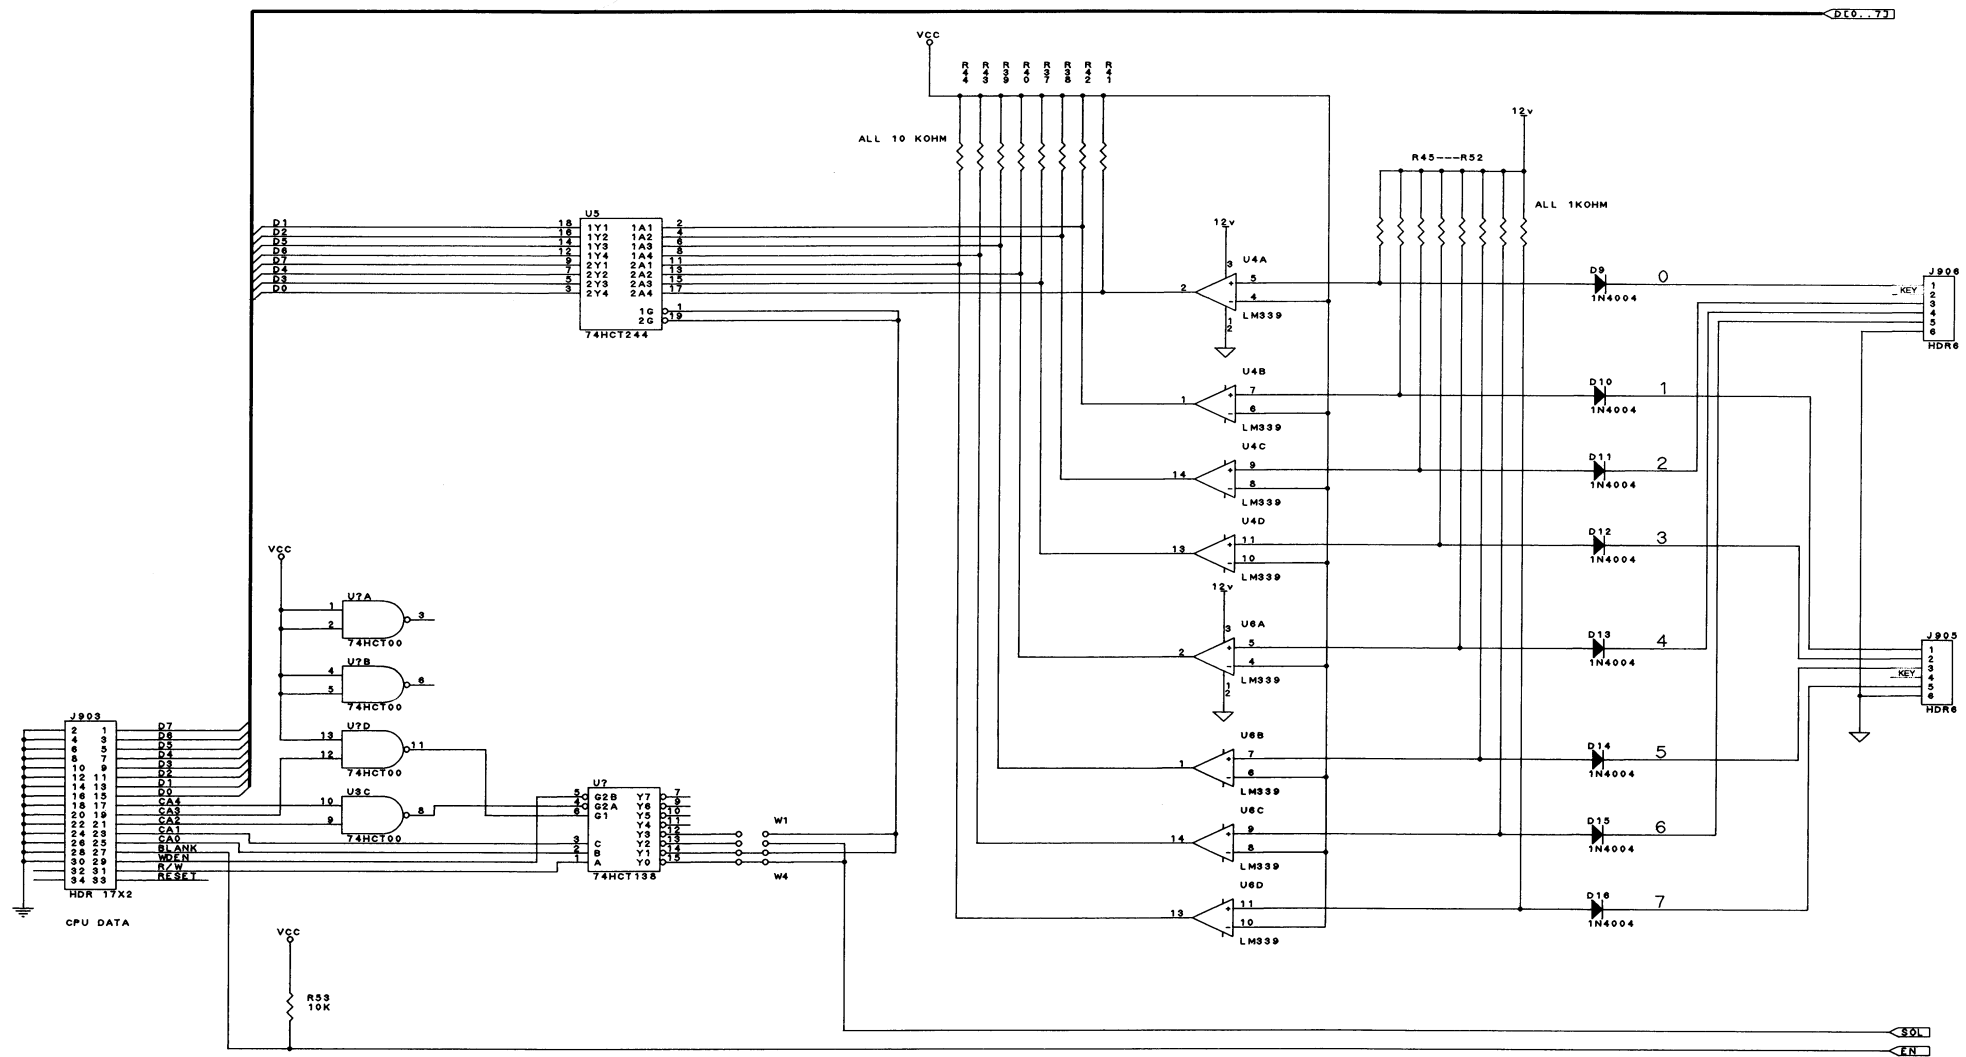 D[0..7]
VCC
R44 R43 R39 R40 R37 R38 R42 R41
ALL 10 KOHM
12v
R45---R52
ALL 1KOHM
U5
D1 18 1Y1 1A1 2
D2 16 1Y2 1A2 4
D5 14 1Y3 1A3 6
D6 12 1Y4 1A4 8
D7 9 2Y1 2A1 11
D4 7 2Y2 2A2 13
D3 5 2Y3 2A3 15
D0 3 2Y4 2A4 17
1G 1
2G 19
74HCT244
12v
3 U4A
2 + 5
- 4
12 LM339
D9 0
1N4004
J906
1
KEY 2
3
4
5
6
HDR6
U4B
1 + 7
- 6
LM339
D10 1
1N4004
U4C
14 + 9
- 8
LM339
D11 2
1N4004
U4D
13 + 11
- 10
LM339
D12 3
1N4004
12v
3 U6A
2 + 5
- 4
12 LM339
D13 4
1N4004
J905
1
2
3
KEY 4
5
6
HDR6
U6B
1 + 7
- 6
LM339
D14 5
1N4004
U6C
14 + 9
- 8
LM339
D15 6
1N4004
U6D
13 + 11
- 10
LM339
D16 7
1N4004
VCC
U?A
1 3
2
74HCT00
U?B
4 6
5
74HCT00
U?D
13 11
12
74HCT00
U3C
10 8
9
74HCT00
J903
2 1 D7
4 3 D6
6 5 D5
8 7 D4
10 9 D3
12 11 D2
14 13 D1
16 15 D0
18 17 CA4
20 19 CA3
22 21 CA2
24 23 CA1
26 25 CA0
28 27 BLANK
30 29 WDEN
32 31 R/W
34 33 RESET
HDR 17X2
CPU DATA
U?
5 G2B Y7 7
4 G2A Y6 9
6 G1 Y5 10
Y4 11
Y3 12
3 C Y2 13
2 B Y1 14
1 A Y0 15
74HCT138
W1
W4
VCC
R53
10K
SOL
EN